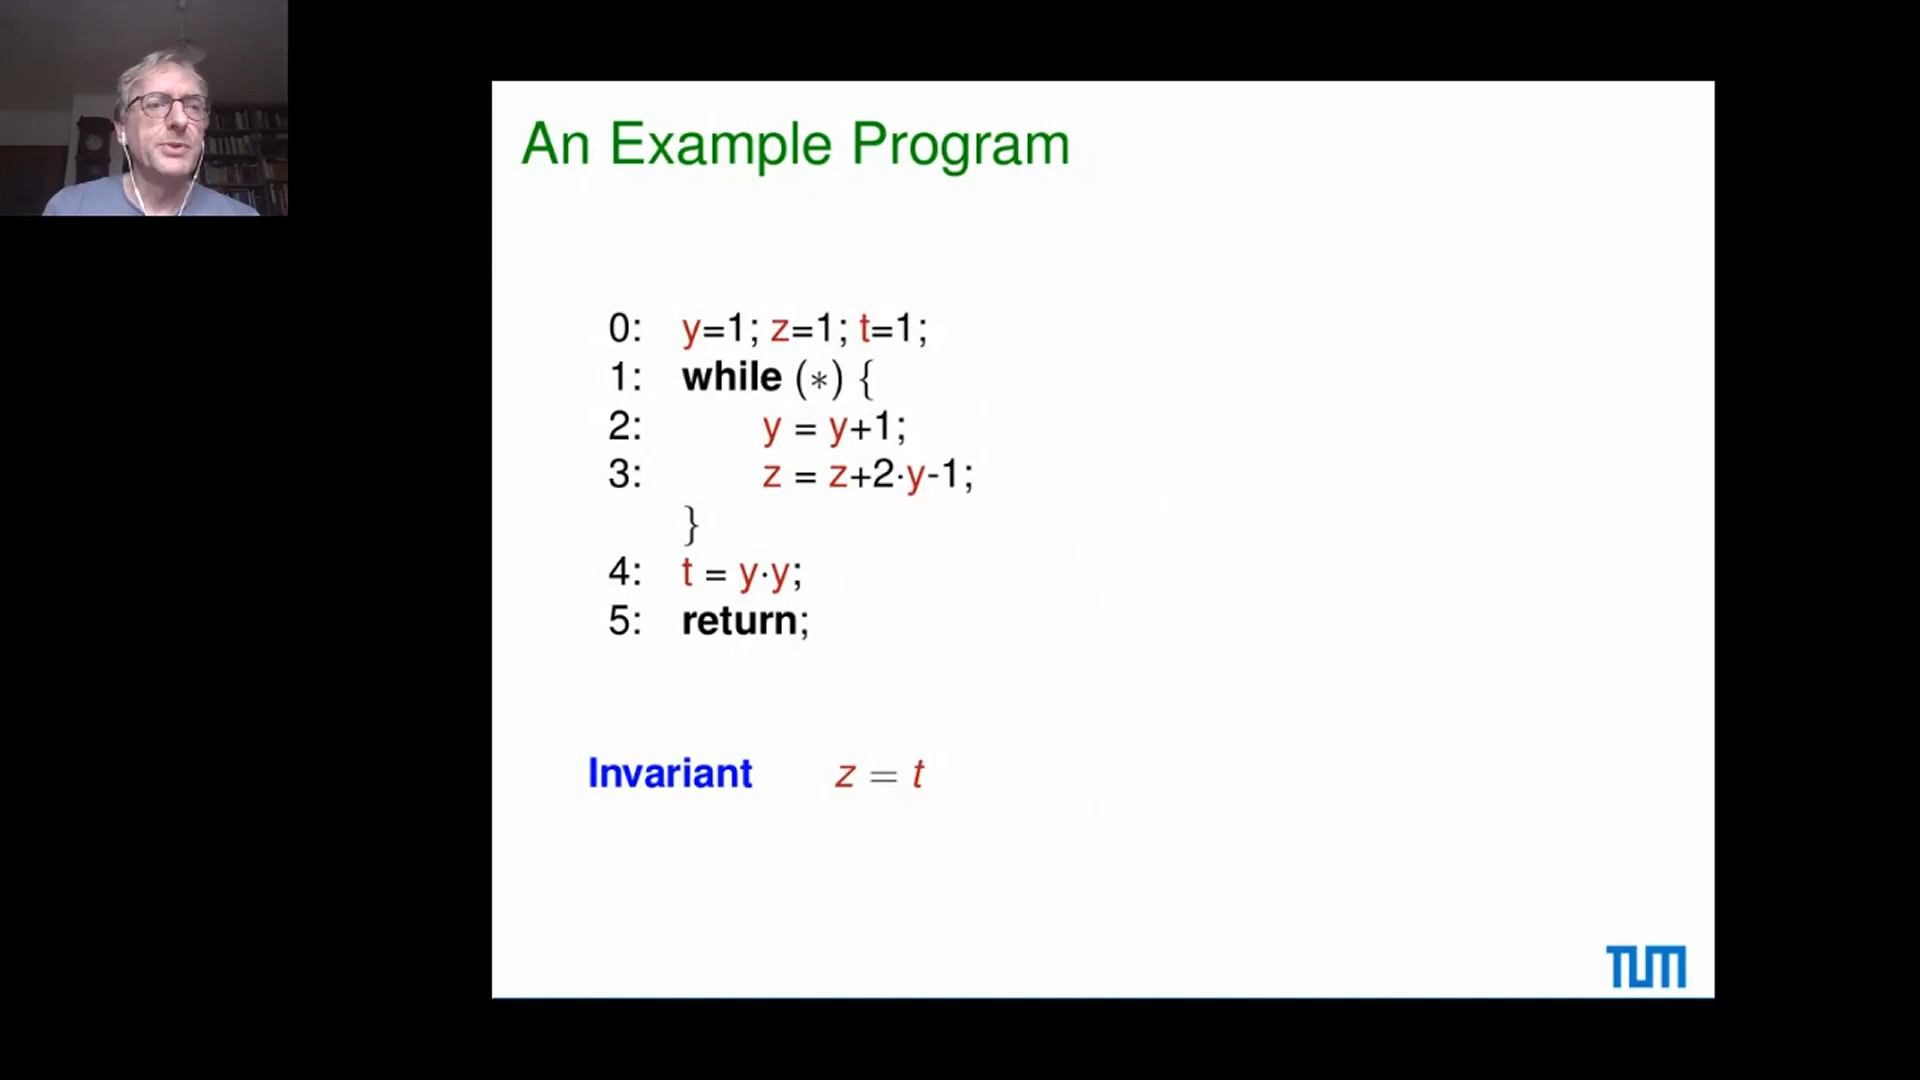 An Example Program
0: y=1; z=1; t=1;
1: while (*) {
2: y = y+1;
3: z = z+2·y-1;
}
4: t = y·y;
5: return;
Invariant z = t
TUM